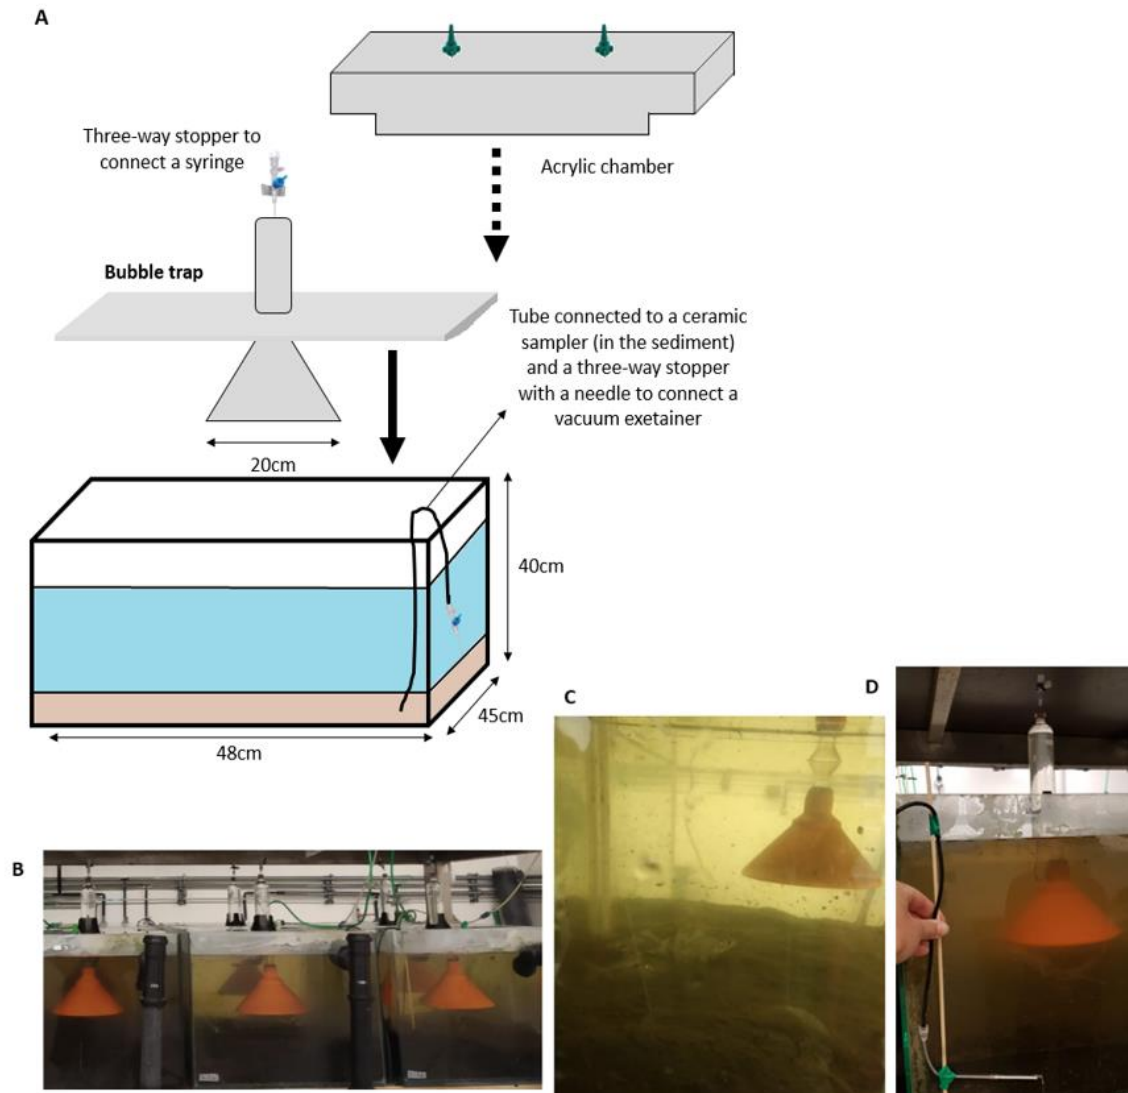 A
Three-way stopper to
connect a syringe
Acrylic chamber
Bubble trap
Tube connected to a ceramic
sampler (in the sediment)
and a three-way stopper
with a needle to connect a
vacuum exetainer
20cm
40cm
45cm
48cm
B
C
D